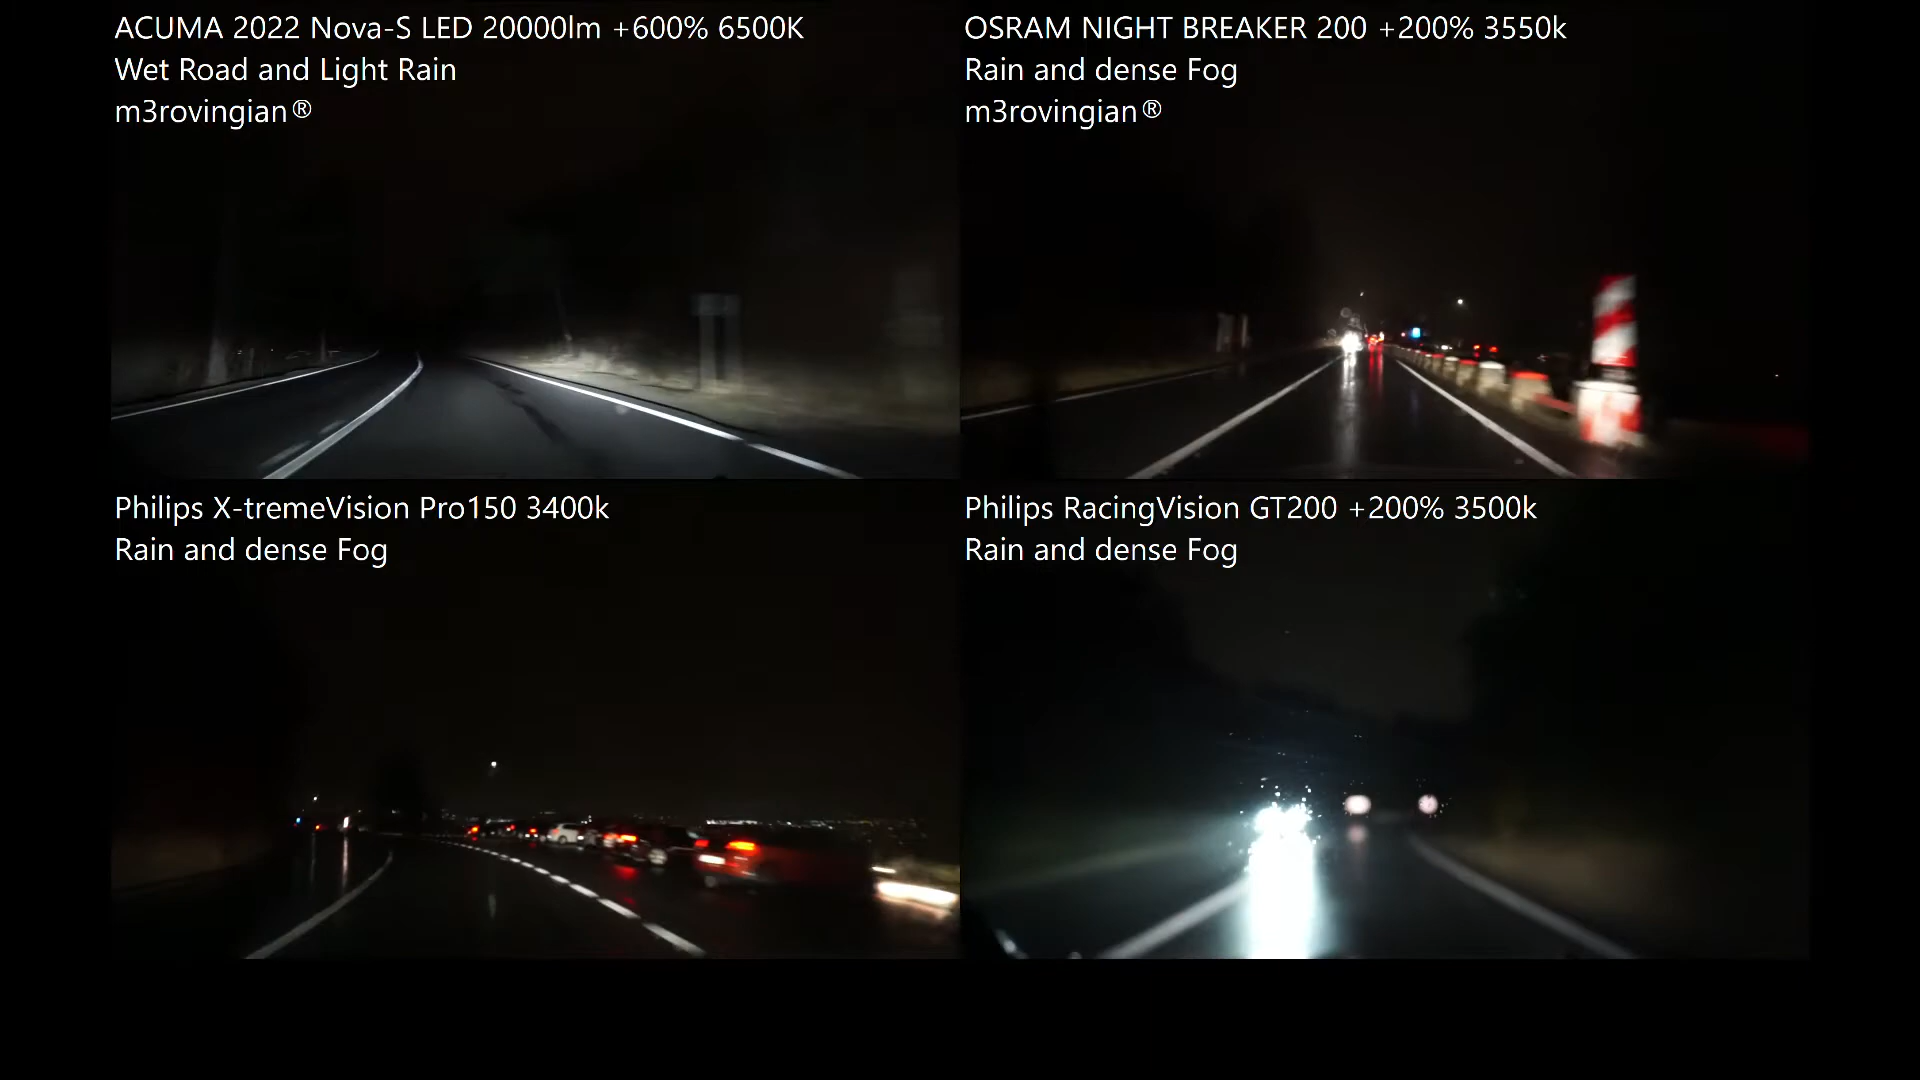 ACUMA 2022 Nova-S LED 20000lm +600% 6500K
Wet Road and Light Rain
m3rovingian®
OSRAM NIGHT BREAKER 200 +200% 3550k
Rain and dense Fog
m3rovingian®
Philips X-tremeVision Pro150 3400k
Rain and dense Fog
Philips RacingVision GT200 +200% 3500k
Rain and dense Fog